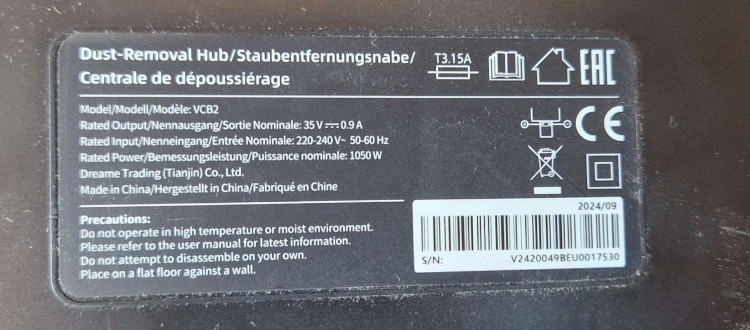 Dust-Removal Hub/Staubentfernungsnabe/
Centrale de dépoussiérage
T3.15A
EAC
Model/Modell/Modèle: VCB2
Rated Output/Nennausgang/Sortie Nominale: 35 V ⎓ 0.9 A
Rated Input/Nenneingang/Entrée Nominale: 220-240 V~ 50-60 Hz
Rated Power/Bemessungsleistung/Puissance nominale: 1050 W
Dreame Trading (Tianjin) Co., Ltd.
Made in China/Hergestellt in China/Fabriqué en Chine
CE
Precautions:
Do not operate in high temperature or moist environment.
Please refer to the user manual for latest information.
Do not attempt to disassemble on your own.
Place on a flat floor against a wall.
2024/09
S/N: V2420049BEU0017530